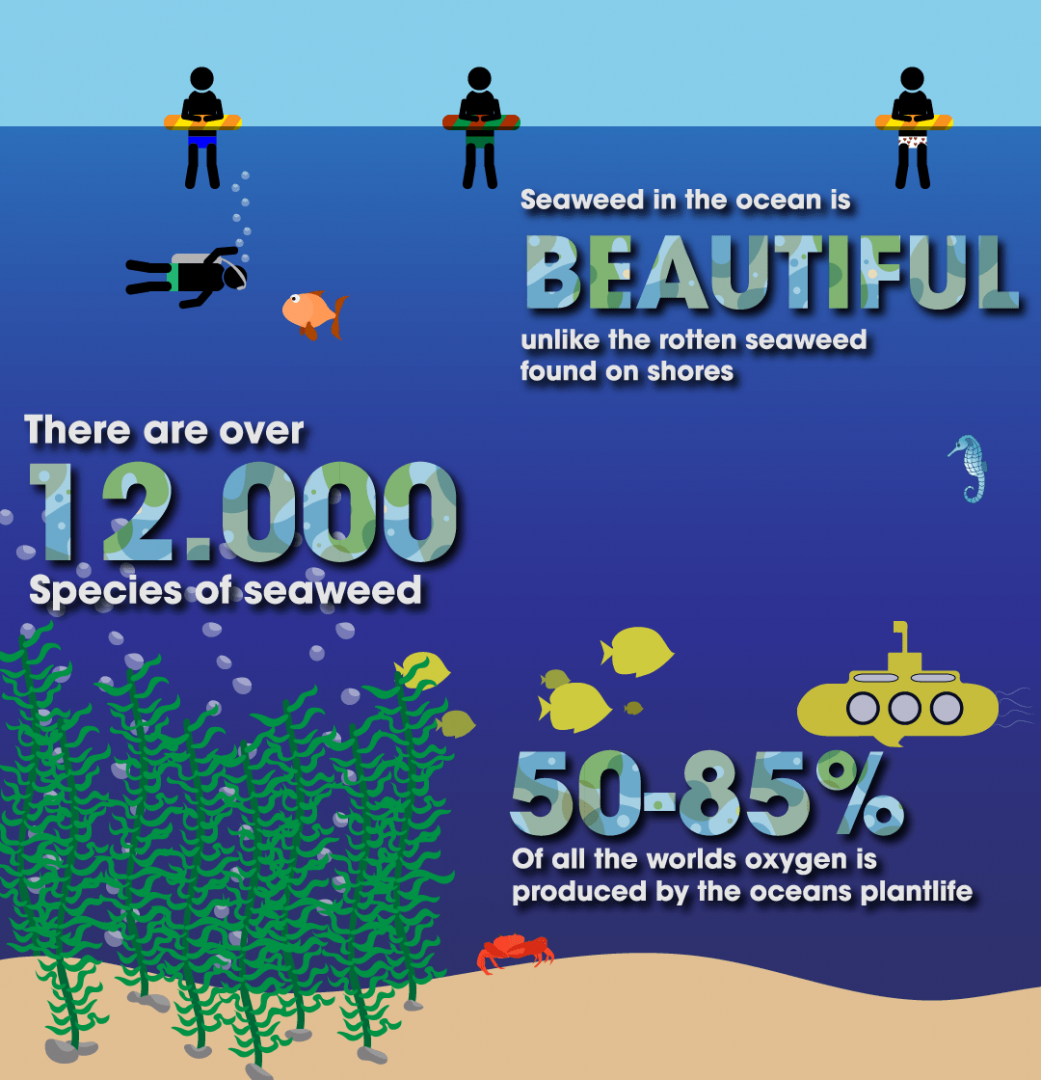 Seaweed in the ocean is
BEAUTIFUL
unlike the rotten seaweed
found on shores
There are over
12.000
Species of seaweed
50-85%
Of all the worlds oxygen is
produced by the oceans plantlife